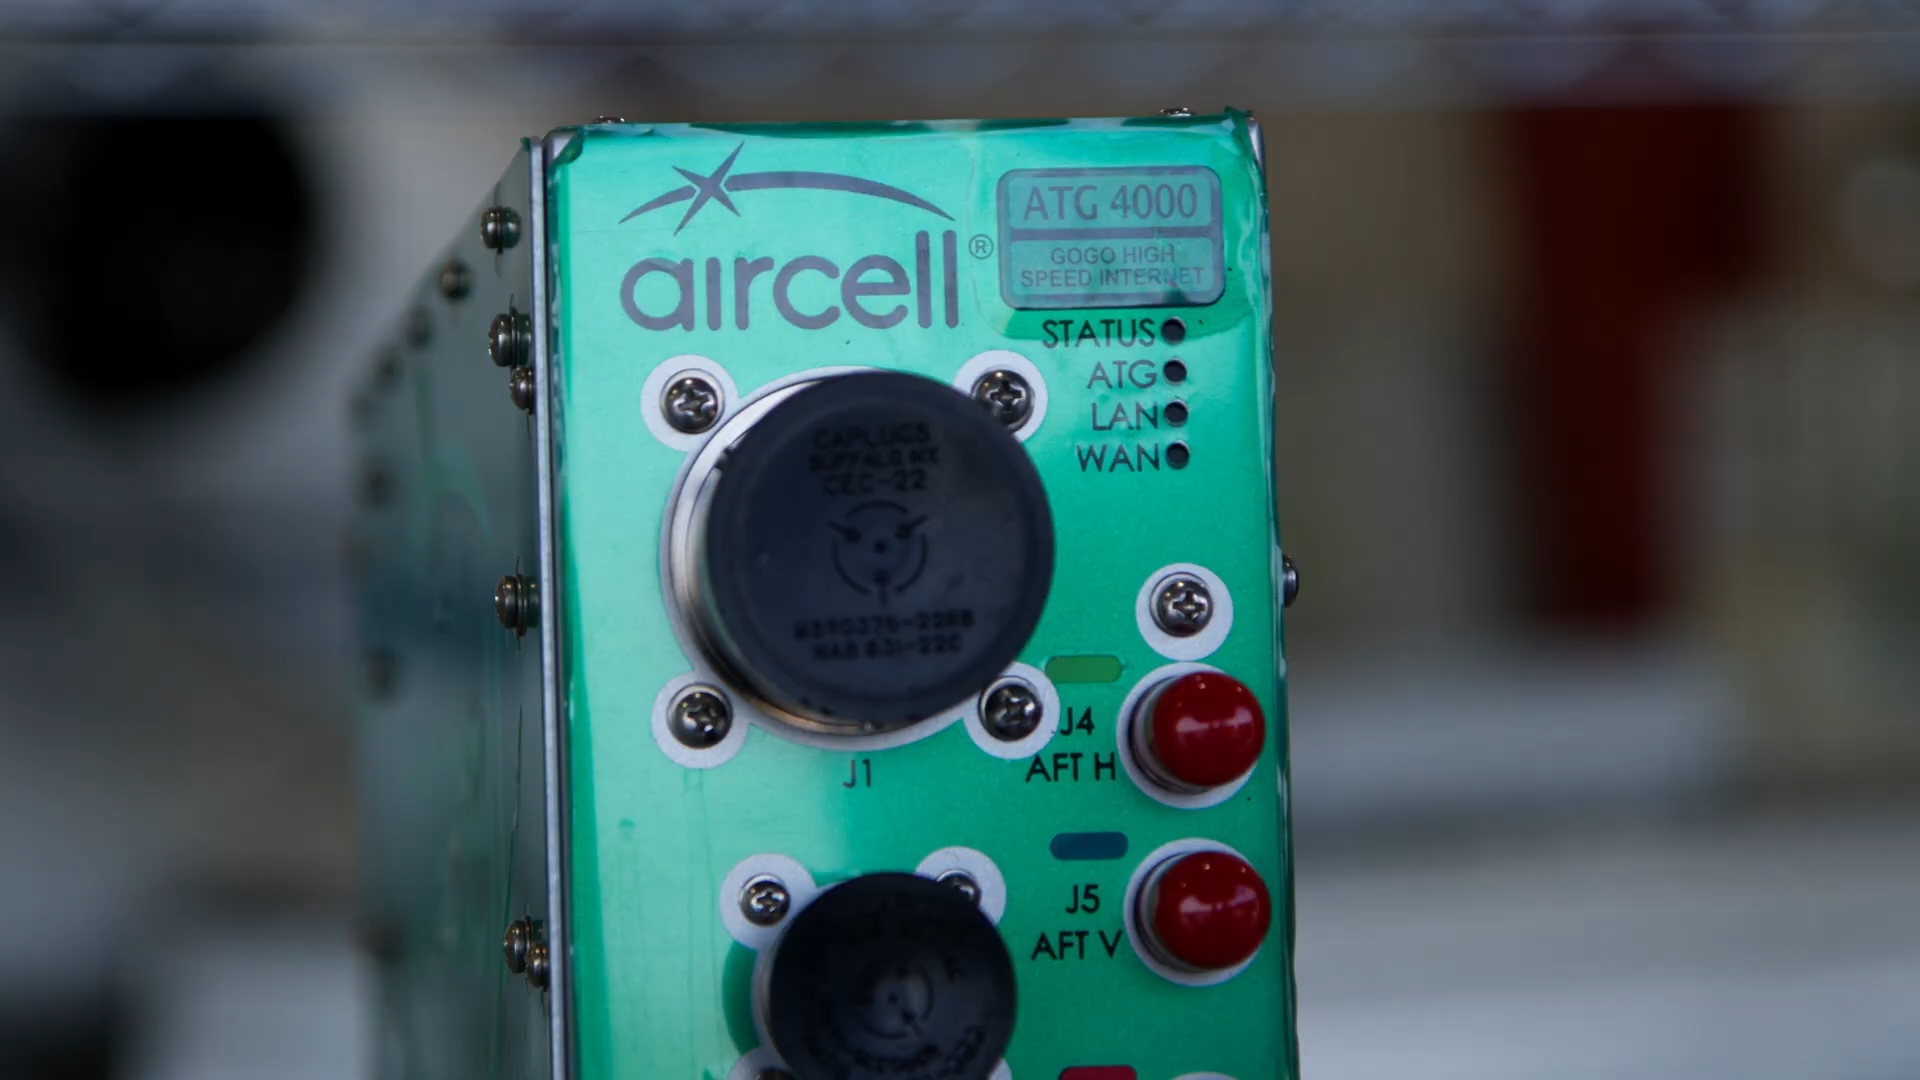 aircell®
ATG 4000
GOGO HIGH
SPEED INTERNET
STATUS
ATG
LAN
WAN
CAPLUGS
BUFFALO N.Y.
CEC-22
J1
J4
AFT H
J5
AFT V